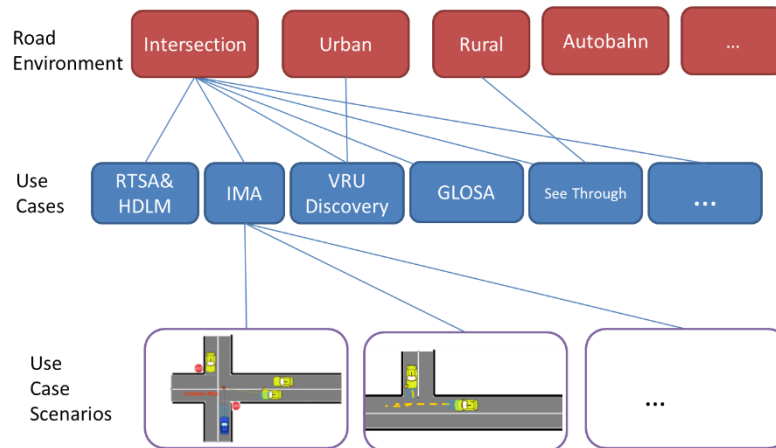 Road
Environment
Intersection
Urban
Rural
Autobahn
...
Use
Cases
RTSA&
HDLM
IMA
VRU
Discovery
GLOSA
See Through
...
Use
Case
Scenarios
...